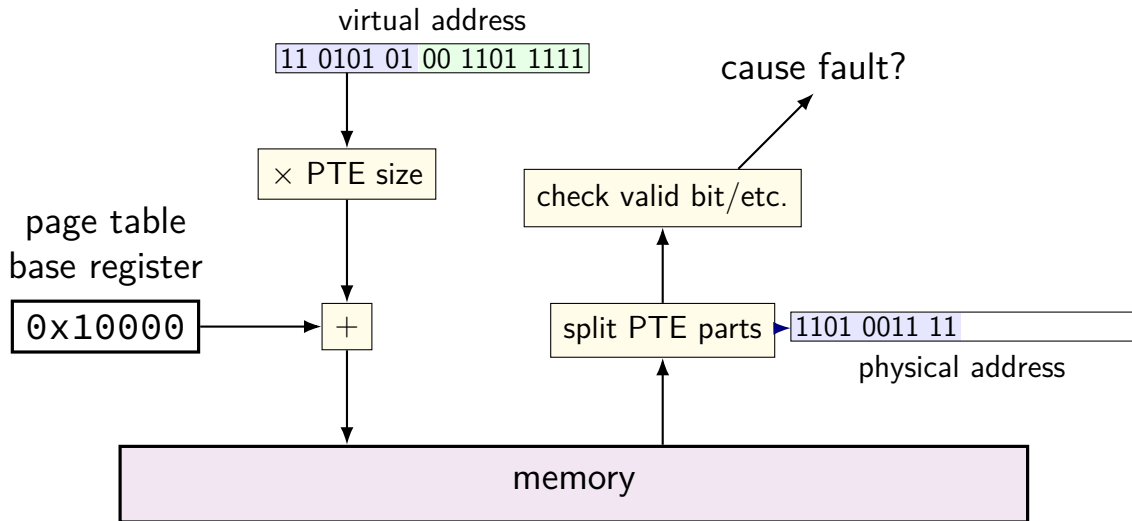 virtual address
11 0101 01 00 1101 1111
cause fault?
× PTE size
check valid bit/etc.
page table
base register
0x10000
+
split PTE parts
1101 0011 11
physical address
memory